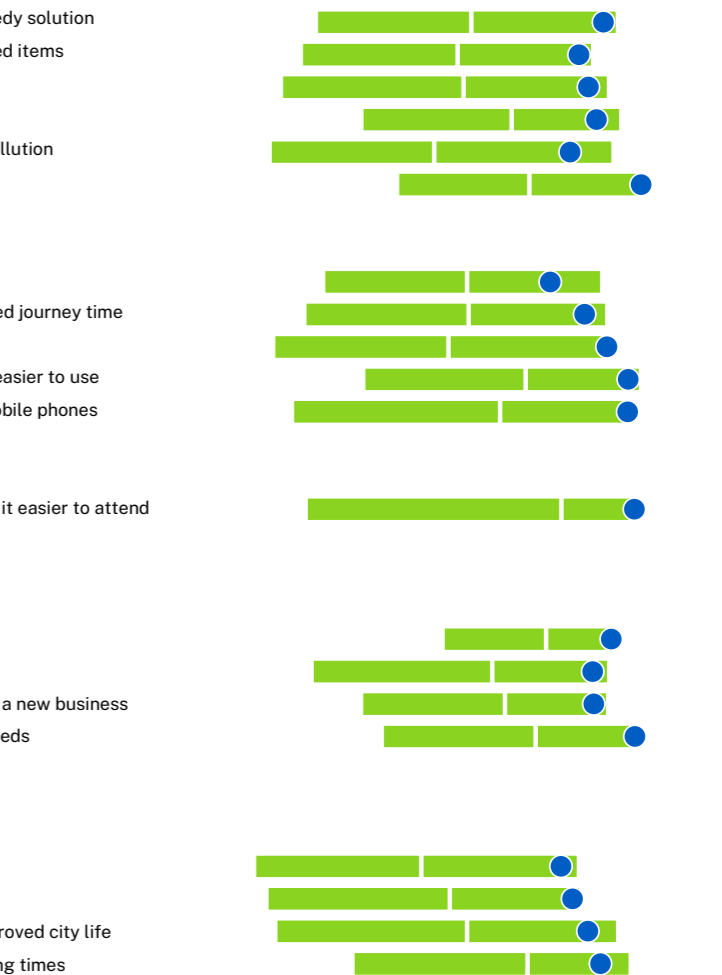 edy solution
ed items
llution
ed journey time
easier to use
obile phones
it easier to attend
a new business
eds
roved city life
ng times